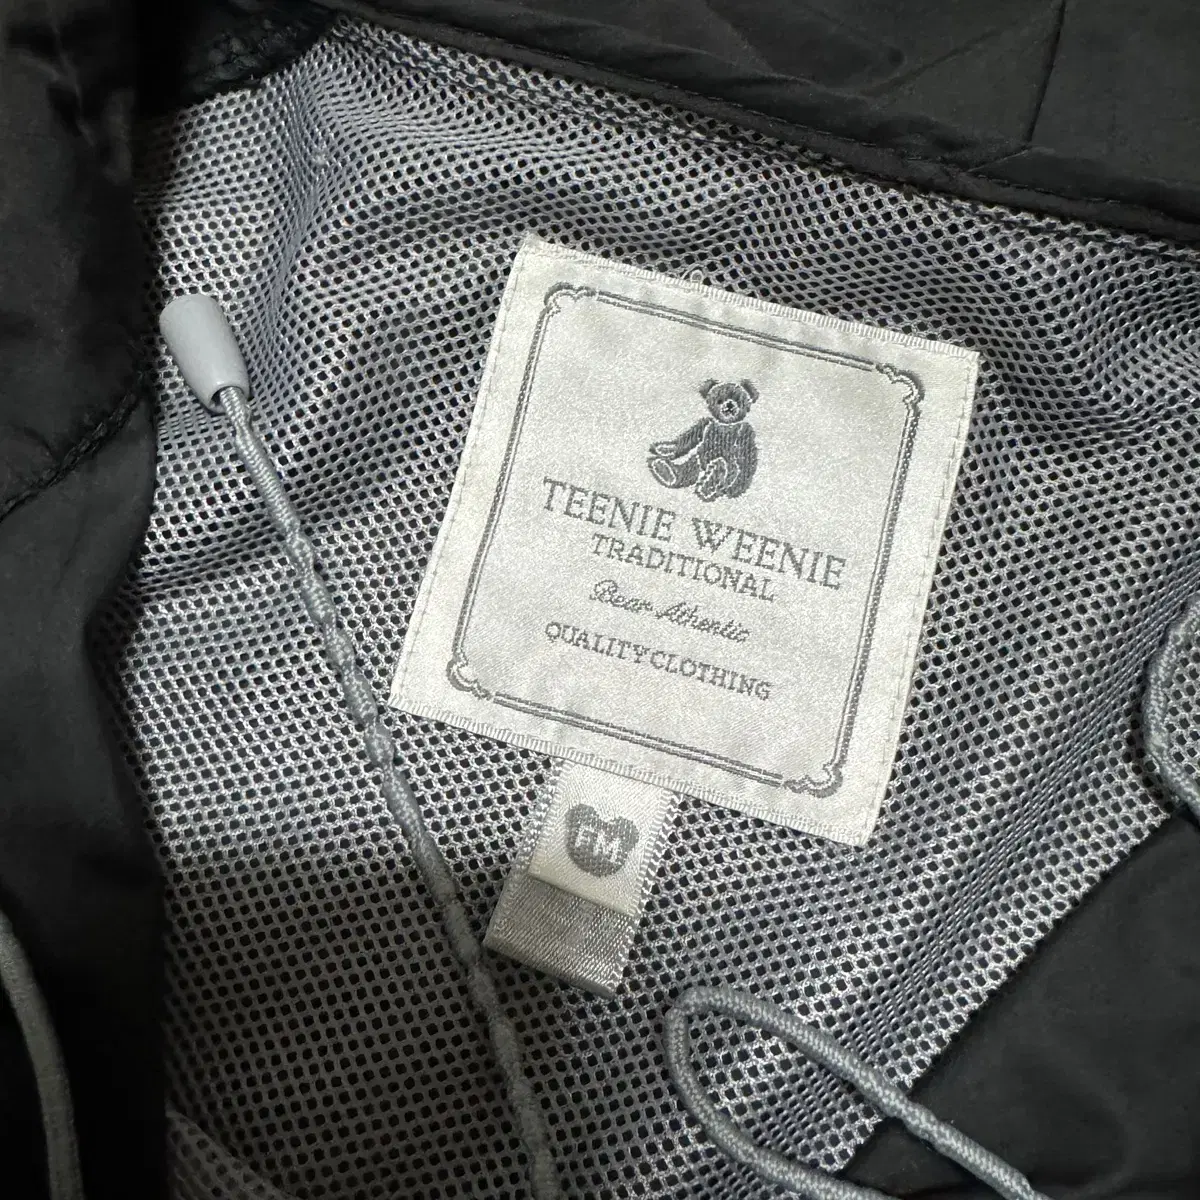 TEENIE WEENIE
TRADITIONAL
Bear Athentic
QUALITY CLOTHING
FM